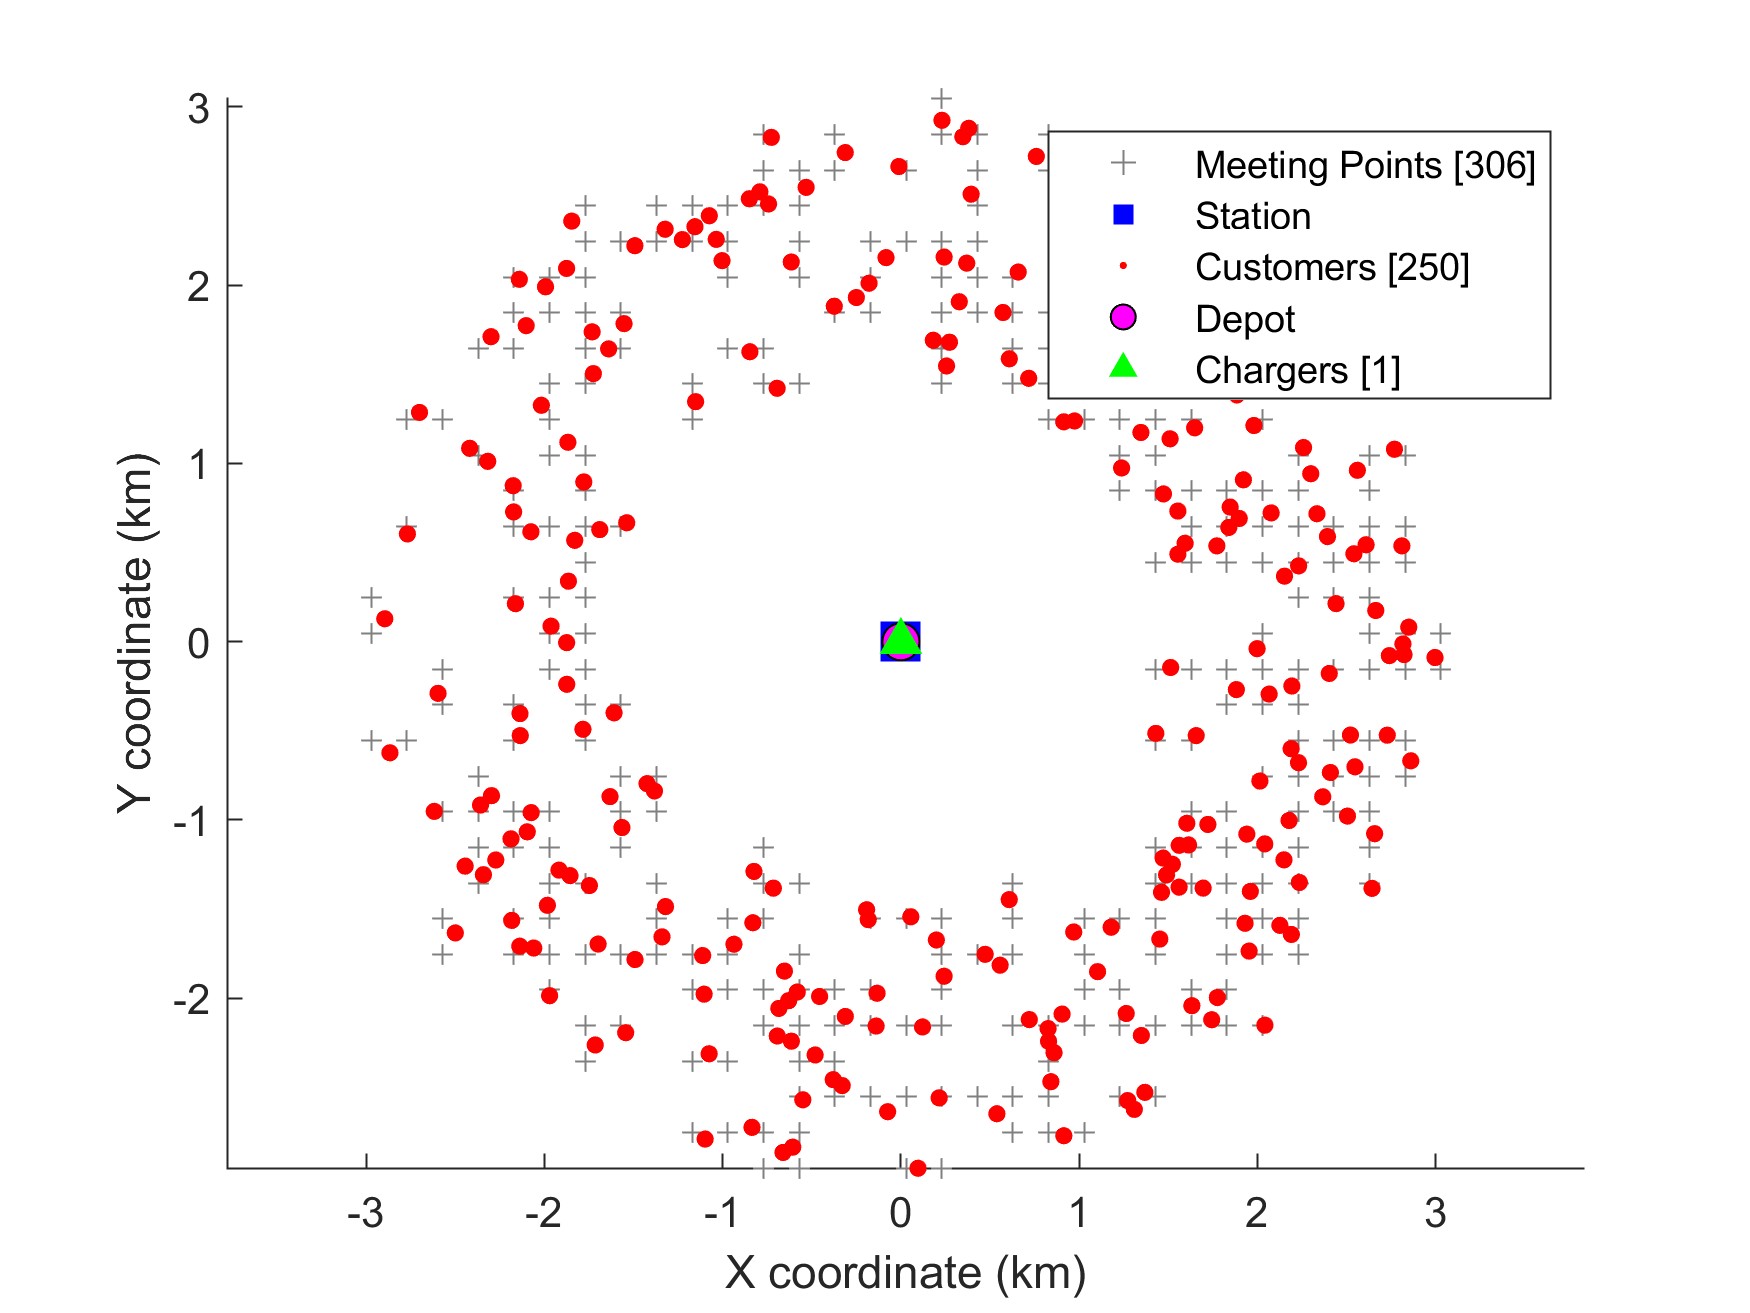 3
2
1
0
-1
-2
Y coordinate (km)
Meeting Points [306]
Station
Customers [250]
Depot
Chargers [1]
-3
-2
-1
0
1
2
3
X coordinate (km)